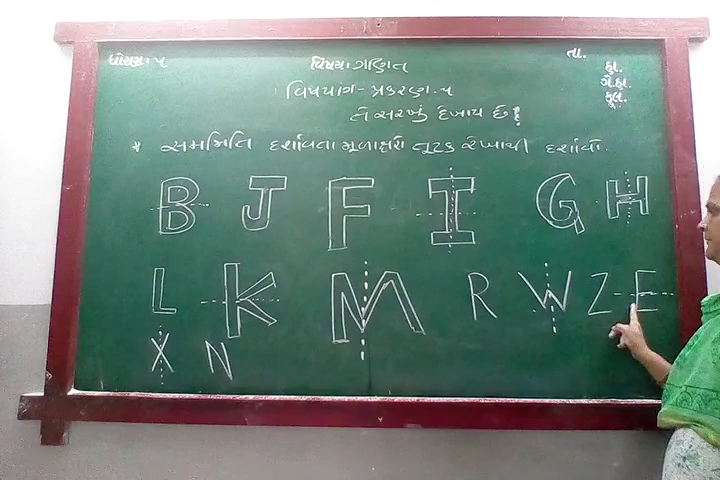 ધોરણ: ૫ વિષય: ગણિત તા.
વિષયાંગ - પ્રકરણ - ૫ હા.
ગે.હા.
તે સરખું દેખાય છે! કુલ.
* સમમિતિ દર્શાવતા મૂળાક્ષરો તૂટક રેખાથી દર્શાવો.
B J F I G H
L K M R W Z E
X N